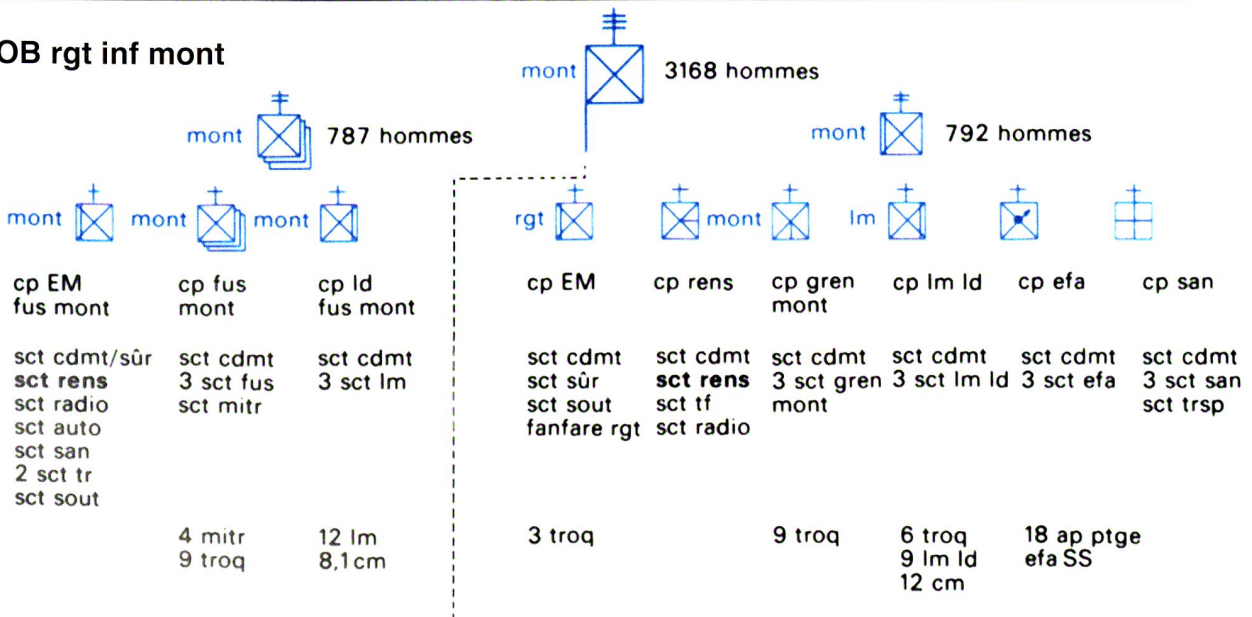 OB rgt inf mont
mont 3168 hommes
mont 787 hommes
mont 792 hommes
mont mont mont
rgt mont lm
cp EM
fus mont
cp fus
mont
cp ld
fus mont
cp EM
cp rens
cp gren
mont
cp lm ld
cp efa
cp san
sct cdmt/sûr
sct rens
sct radio
sct auto
sct san
2 sct tr
sct sout
sct cdmt
3 sct fus
sct mitr
sct cdmt
3 sct lm
sct cdmt
sct sûr
sct sout
fanfare rgt
sct cdmt
sct rens
sct tf
sct radio
sct cdmt
3 sct gren
mont
sct cdmt
3 sct lm ld
sct cdmt
3 sct efa
sct cdmt
3 sct san
sct trsp
4 mitr
9 troq
12 lm
8,1 cm
3 troq
9 troq
6 troq
9 lm ld
12 cm
18 ap ptge
efa SS